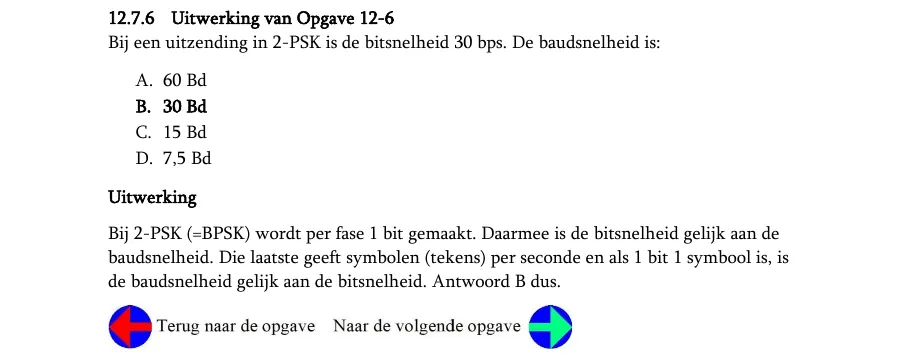 12.7.6 Uitwerking van Opgave 12-6
Bij een uitzending in 2-PSK is de bitsnelheid 30 bps. De baudsnelheid is:
A. 60 Bd
B. 30 Bd
C. 15 Bd
D. 7,5 Bd
Uitwerking
Bij 2-PSK (=BPSK) wordt per fase 1 bit gemaakt. Daarmee is de bitsnelheid gelijk aan de
baudsnelheid. Die laatste geeft symbolen (tekens) per seconde en als 1 bit 1 symbool is, is
de baudsnelheid gelijk aan de bitsnelheid. Antwoord B dus.
Terug naar de opgave Naar de volgende opgave